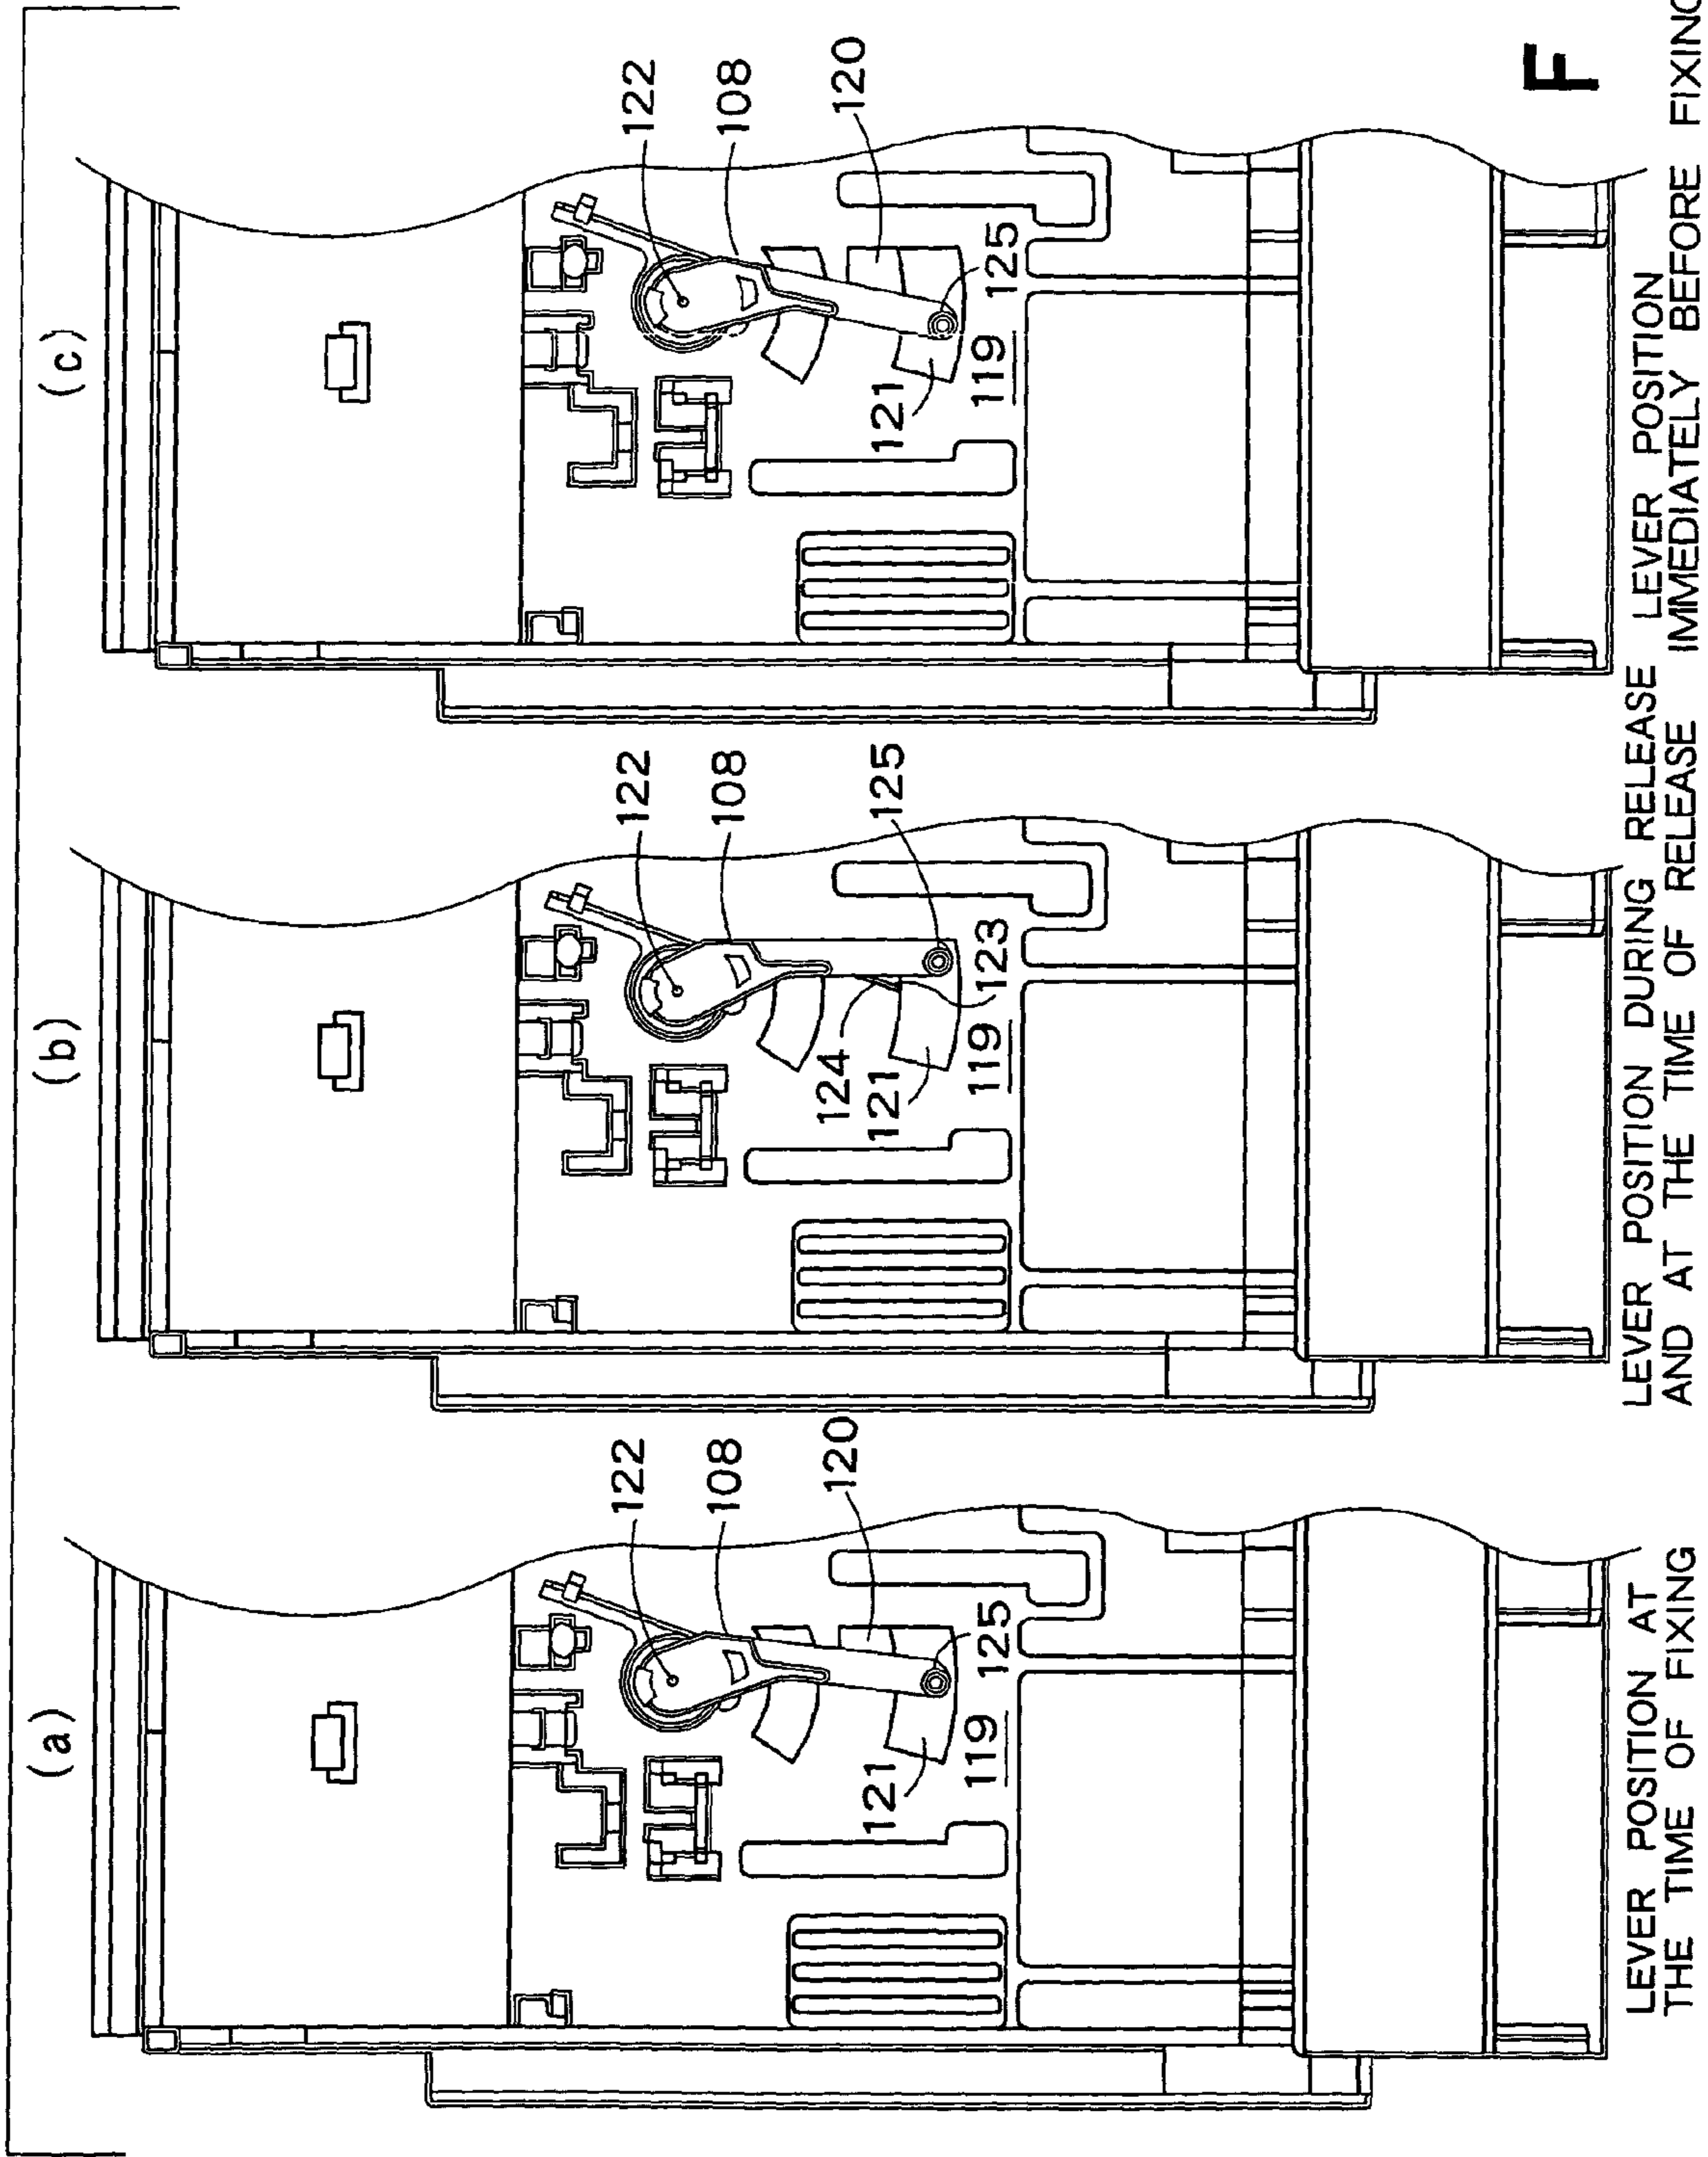 (a)
122
108
120
121
125
119
LEVER POSITION AT
THE TIME OF FIXING
(b)
122
108
124
121
125
123
119
LEVER POSITION DURING RELEASE
AND AT THE TIME OF RELEASE
(c)
122
108
120
121
125
119
LEVER POSITION
IMMEDIATELY BEFORE FIXING
F